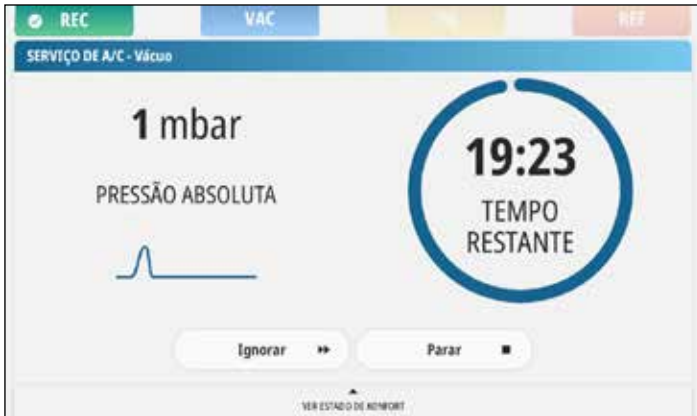 REC
VAC
REF
SERVIÇO DE A/C - Vácuo
1 mbar
PRESSÃO ABSOLUTA
19:23
TEMPO
RESTANTE
Ignorar
Parar
VER ESTADO DE KONFORT